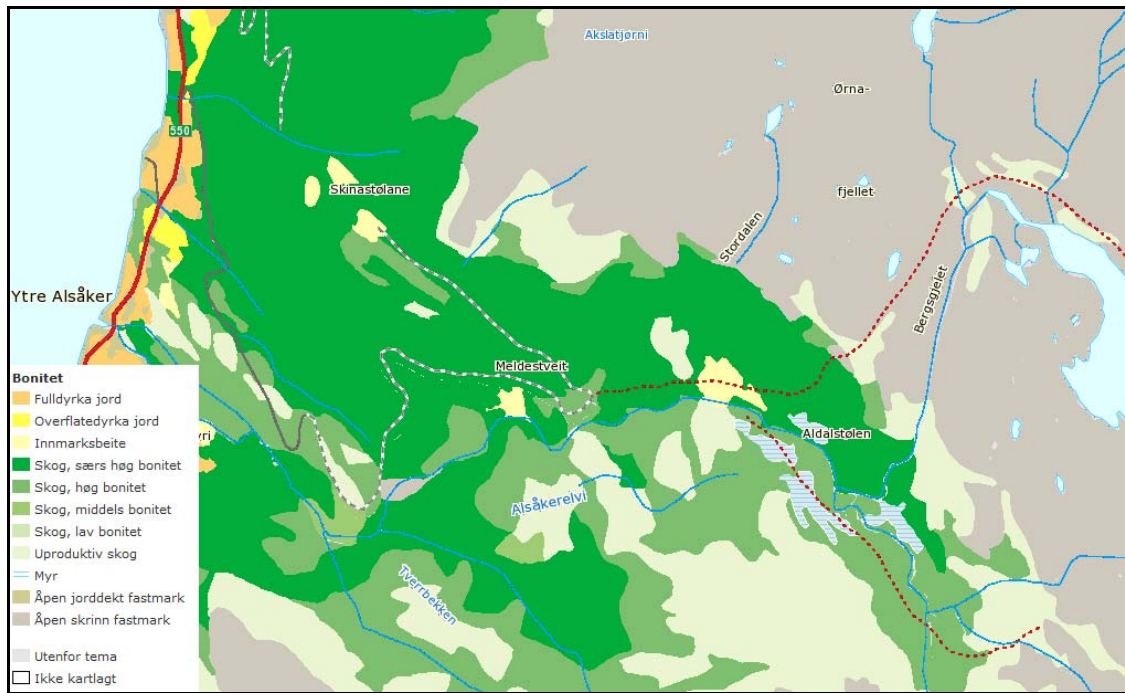 Akslatjørni
Ørna-
550
Skinastølane
fjellet
Stordalen
Bergsgjelet
Ytre Alsåker
Meldestveit
Aldalstølen
Alsåkerelvi
Tverrbekken
yri
Bonitet
Fulldyrka jord
Overflatedyrka jord
Innmarksbeite
Skog, særs høg bonitet
Skog, høg bonitet
Skog, middels bonitet
Skog, lav bonitet
Uproduktiv skog
Myr
Åpen jorddekt fastmark
Åpen skrinn fastmark
Utenfor tema
Ikke kartlagt